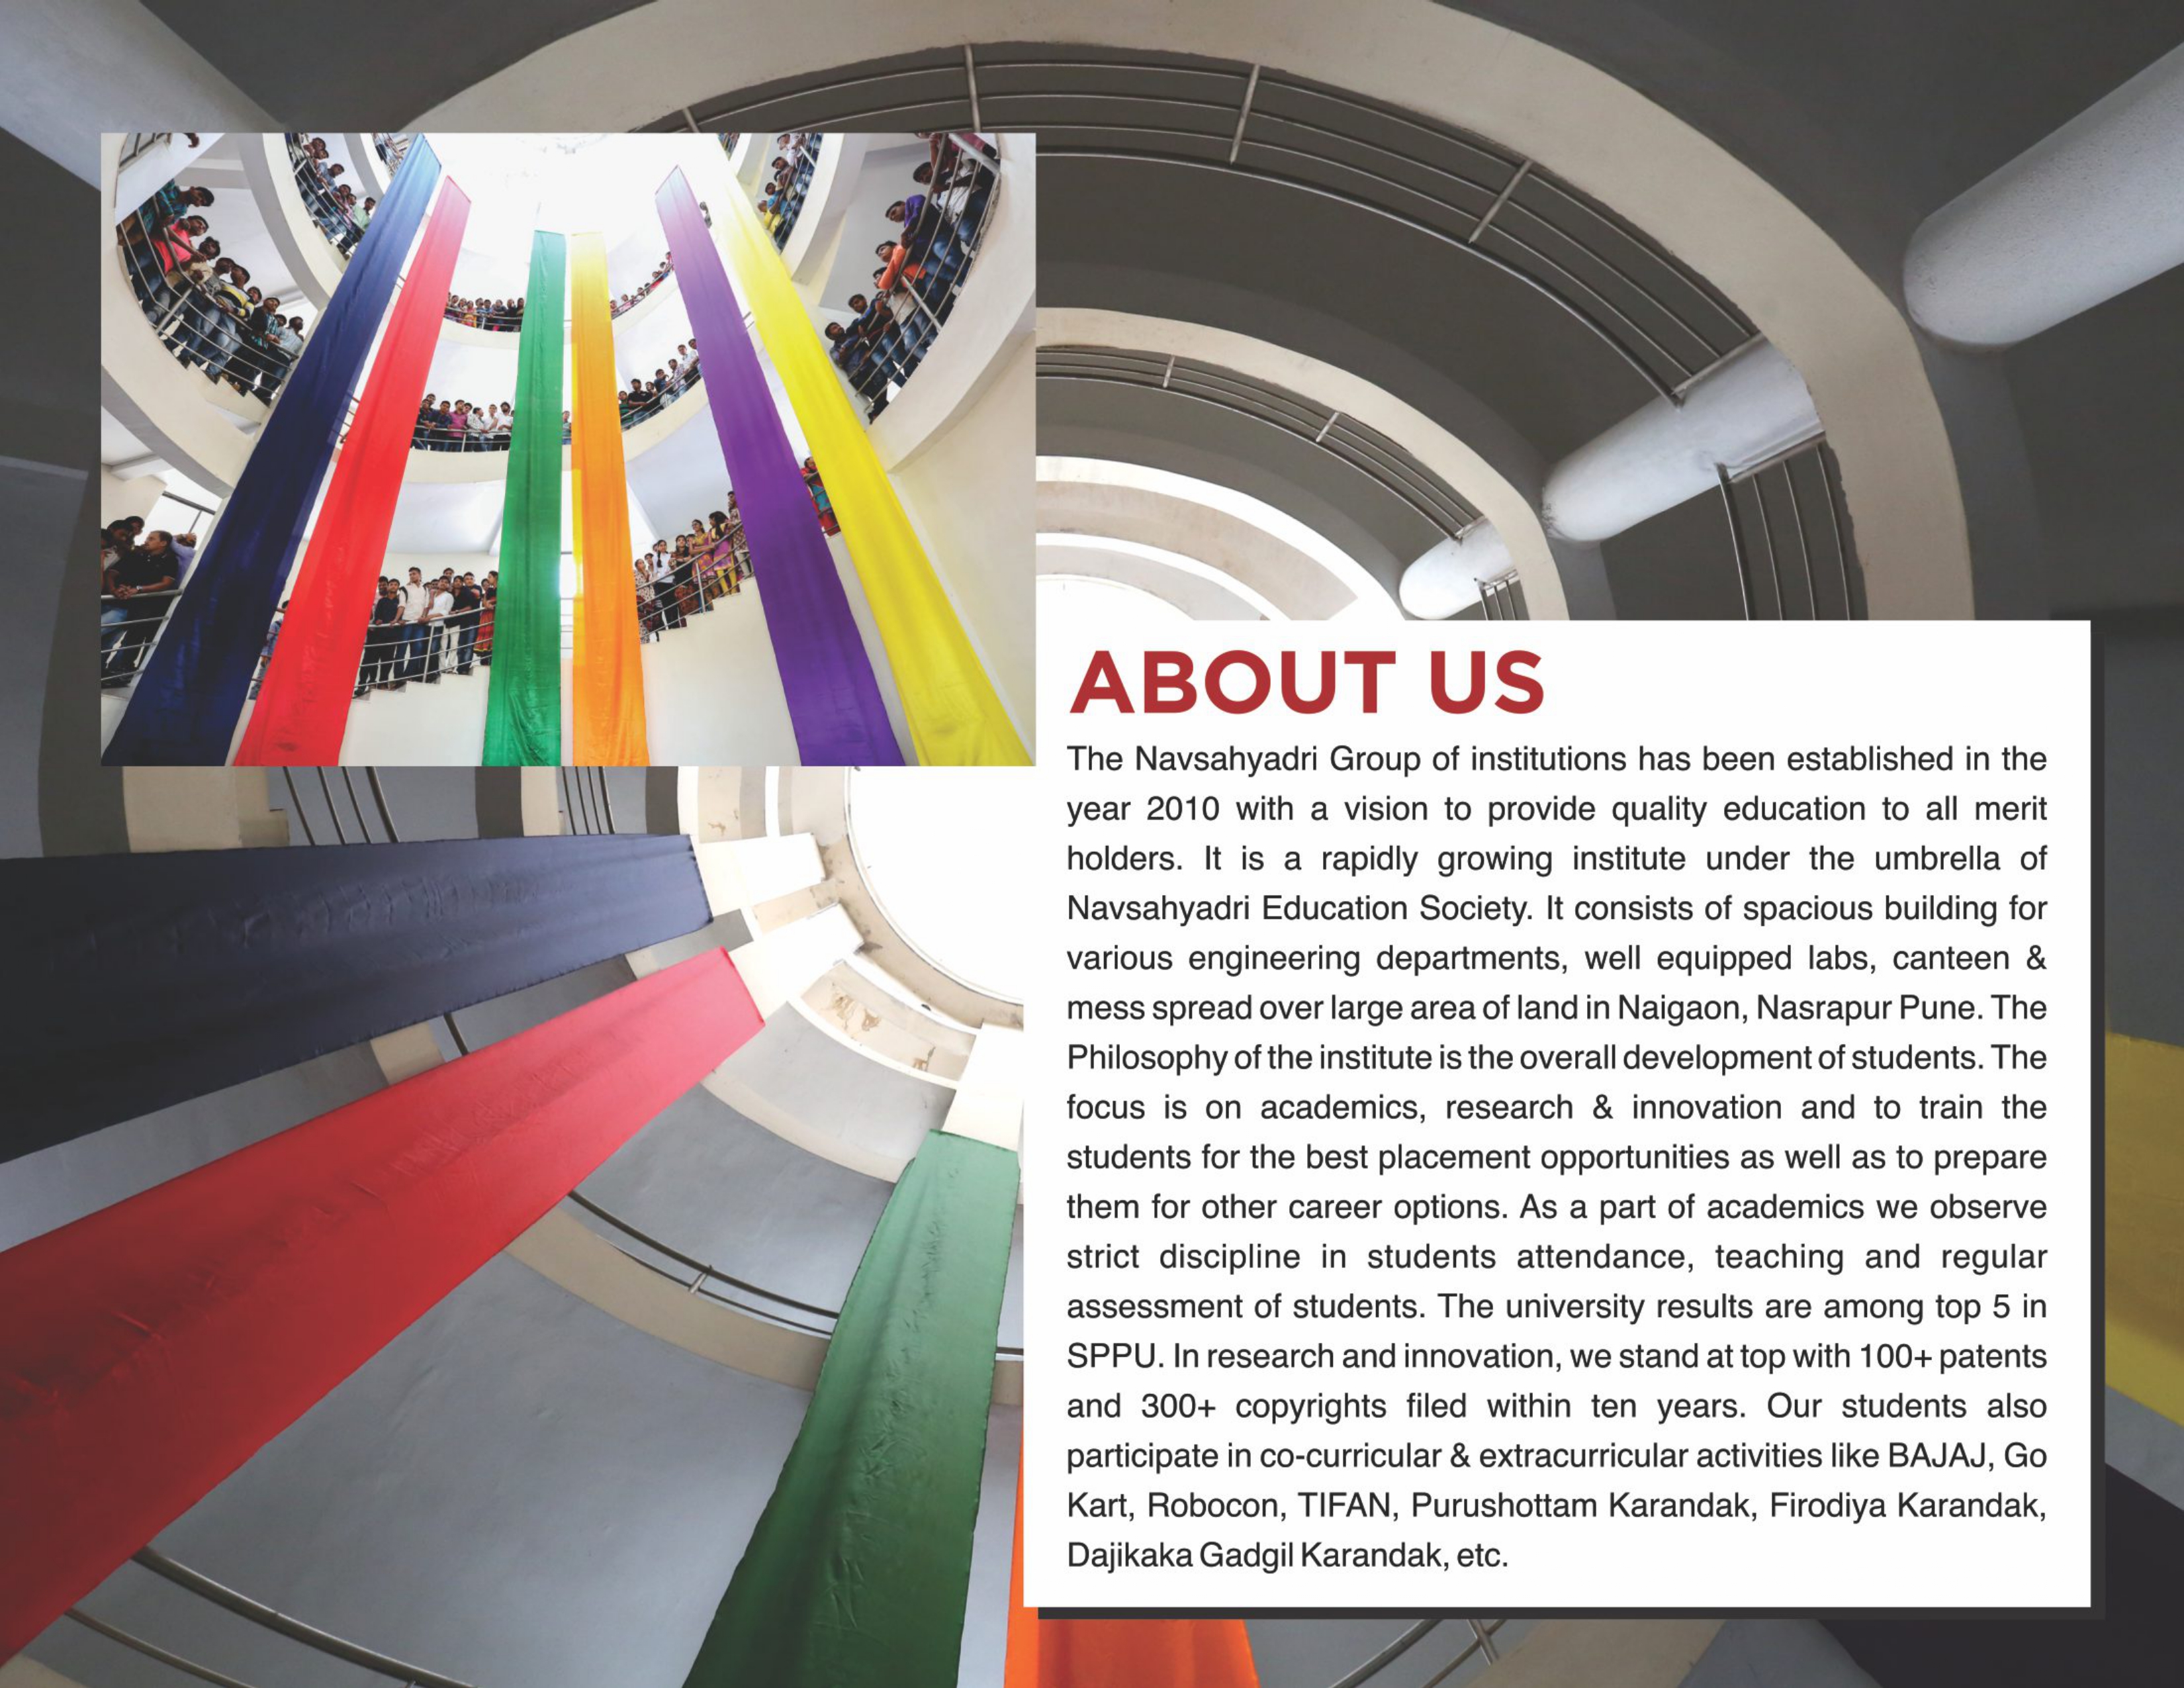 ABOUT US
The Navsahyadri Group of institutions has been established in the
year 2010 with a vision to provide quality education to all merit
holders. It is a rapidly growing institute under the umbrella of
Navsahyadri Education Society. It consists of spacious building for
various engineering departments, well equipped labs, canteen &
mess spread over large area of land in Naigaon, Nasrapur Pune. The
Philosophy of the institute is the overall development of students. The
focus is on academics, research & innovation and to train the
students for the best placement opportunities as well as to prepare
them for other career options. As a part of academics we observe
strict discipline in students attendance, teaching and regular
assessment of students. The university results are among top 5 in
SPPU. In research and innovation, we stand at top with 100+ patents
and 300+ copyrights filed within ten years. Our students also
participate in co-curricular & extracurricular activities like BAJAJ, Go
Kart, Robocon, TIFAN, Purushottam Karandak, Firodiya Karandak,
Dajikaka Gadgil Karandak, etc.